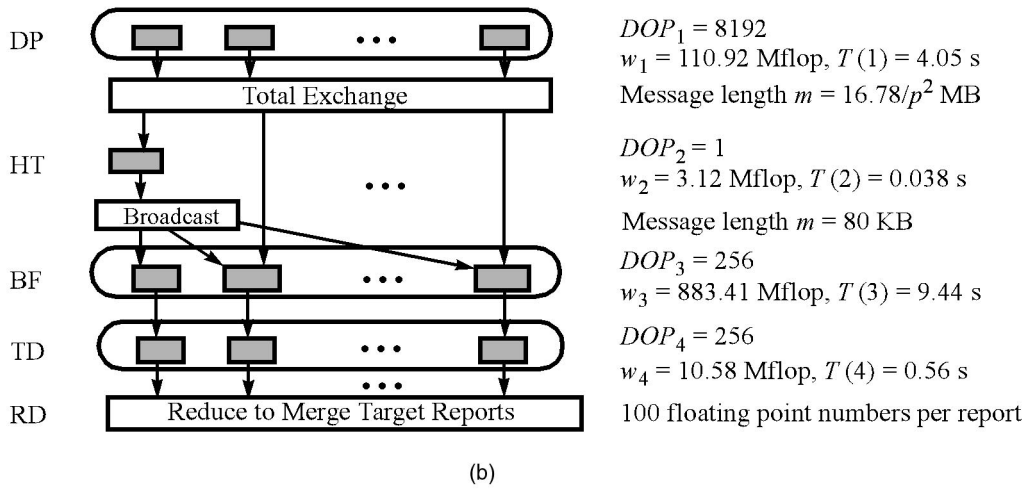 DP
DOP₁ = 8192
w₁ = 110.92 Mflop, T (1) = 4.05 s
Total Exchange
Message length m = 16.78/p² MB
HT
DOP₂ = 1
w₂ = 3.12 Mflop, T (2) = 0.038 s
Broadcast
Message length m = 80 KB
BF
DOP₃ = 256
w₃ = 883.41 Mflop, T (3) = 9.44 s
TD
DOP₄ = 256
w₄ = 10.58 Mflop, T (4) = 0.56 s
RD
Reduce to Merge Target Reports
100 floating point numbers per report
(b)